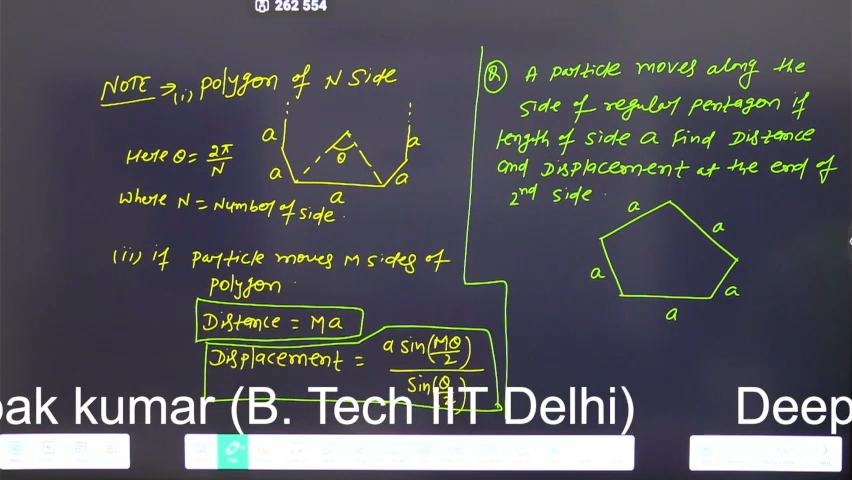 262 554
NOTE → (i) Polygon of N Side
a
a
a
a
a
θ
Here θ = 2π/N
where N = Number of side.
(ii) if particle moves M sides of
polygon.
Distance = Ma
Displacement = a sin(Mθ/2) / sin(θ/2)
Q A particle moves along the
side of regular pentagon if
length of side a Find Distance
and Displacement at the end of
2nd side.
a
a
a
a
a
pak kumar (B. Tech IIT Delhi) Deep